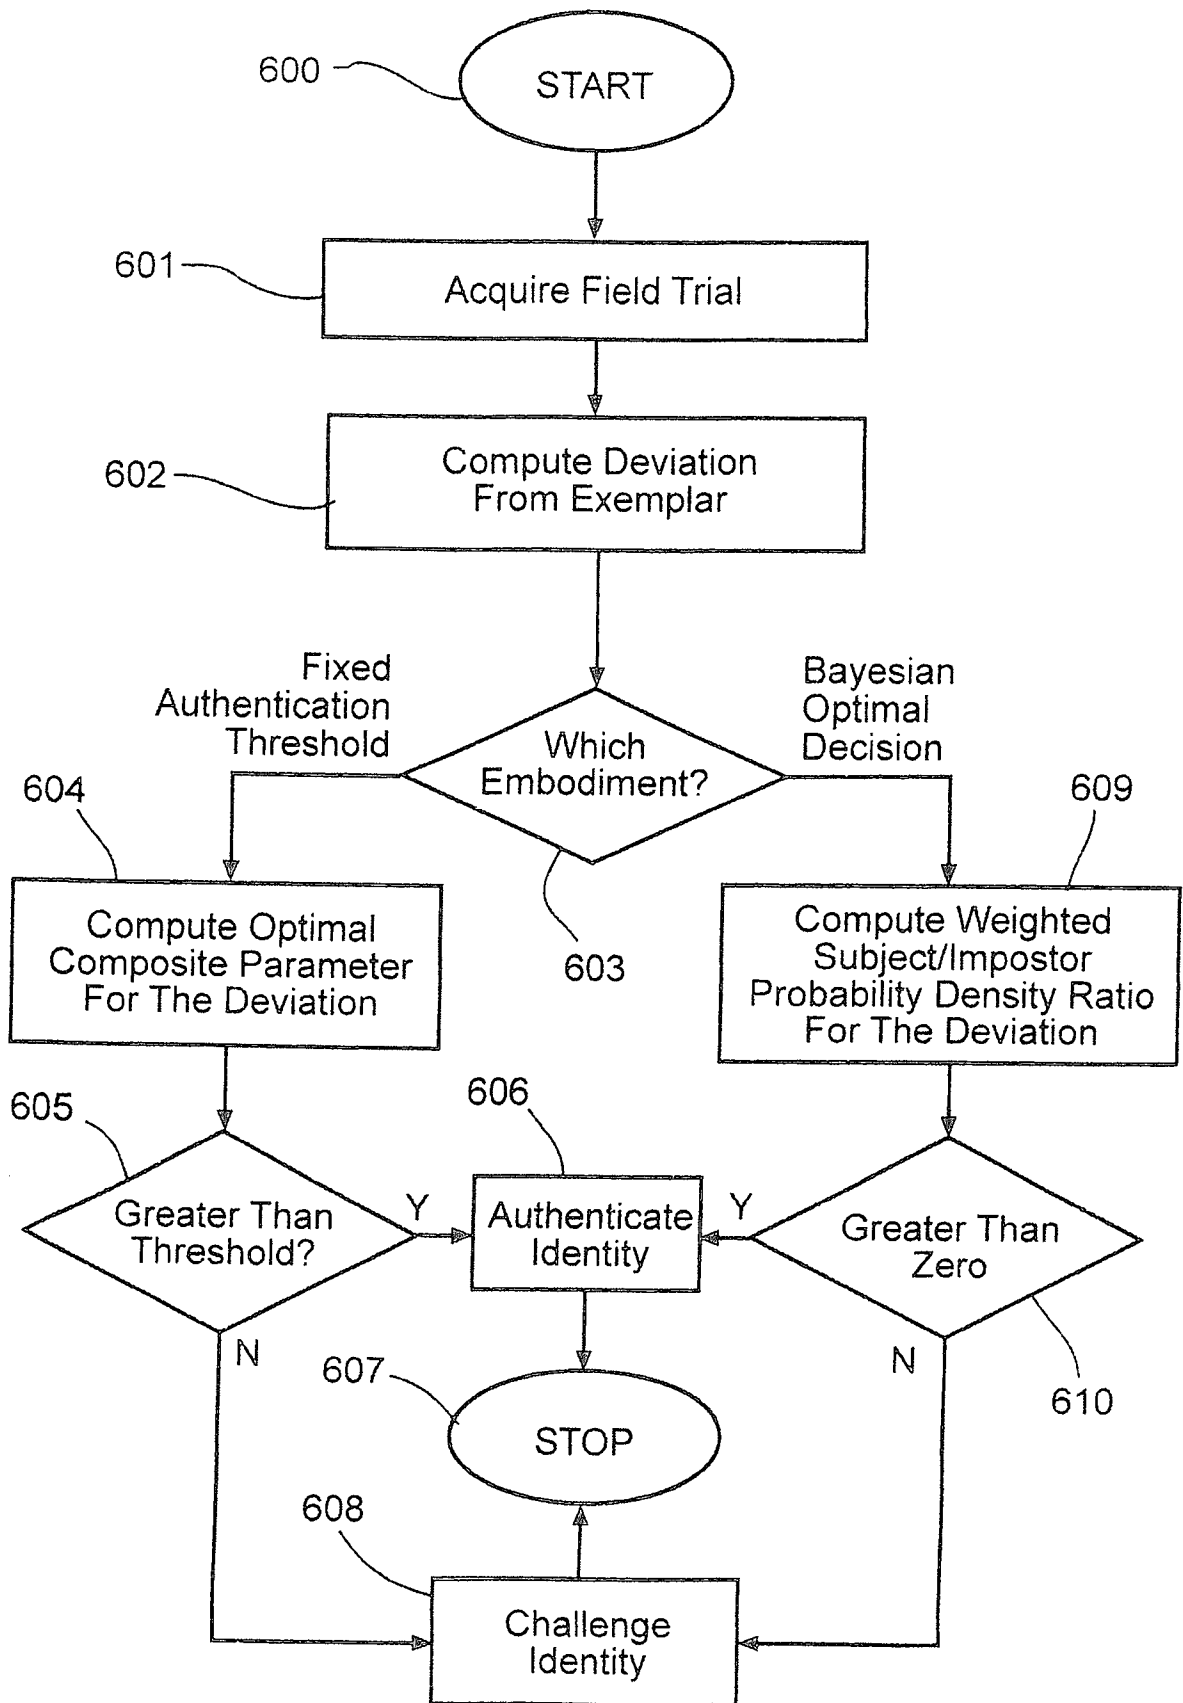 600
START
601
Acquire Field Trial
602
Compute Deviation
From Exemplar
Fixed
Authentication
Threshold
Bayesian
Optimal
Decision
Which
Embodiment?
603
604
Compute Optimal
Composite Parameter
For The Deviation
609
Compute Weighted
Subject/Impostor
Probability Density Ratio
For The Deviation
605
Greater Than
Threshold?
Y
N
606
Authenticate
Identity
Y
Greater Than
Zero
N
610
607
STOP
608
Challenge
Identity